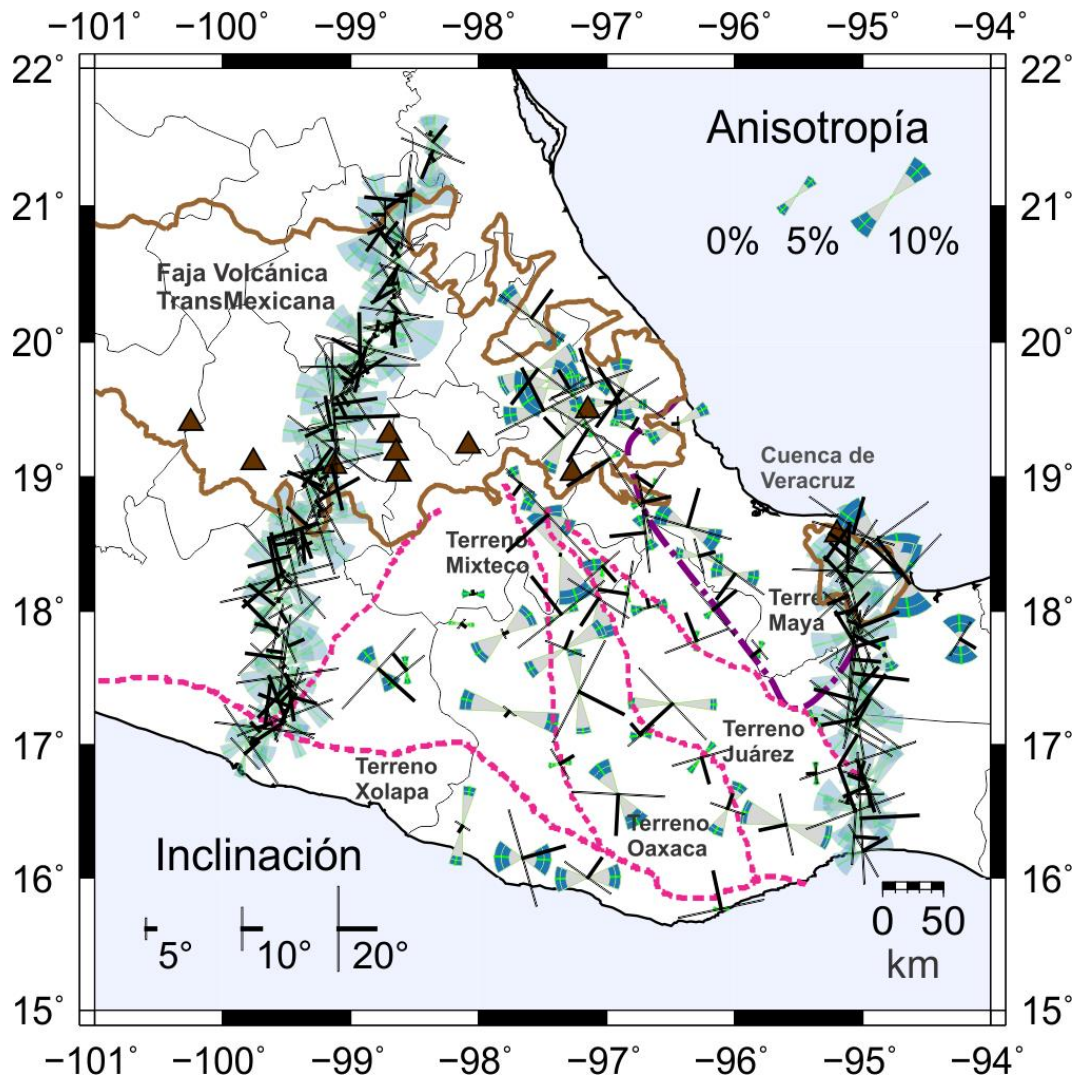 −101° −100° −99° −98° −97° −96° −95° −94°
22° 22°
Anisotropía
0% 5% 10%
21° 21°
Faja Volcánica
TransMexicana
20° 20°
19° 19°
Cuenca de
Veracruz
Terreno
Mixteco
18° 18°
Maya
17° 17°
Terreno
Juárez
Terreno
Xolapa
Terreno
Oaxaca
16° 16°
Inclinación
5° 10° 20°
0 50
km
15° 15°
−101° −100° −99° −98° −97° −96° −95° −94°